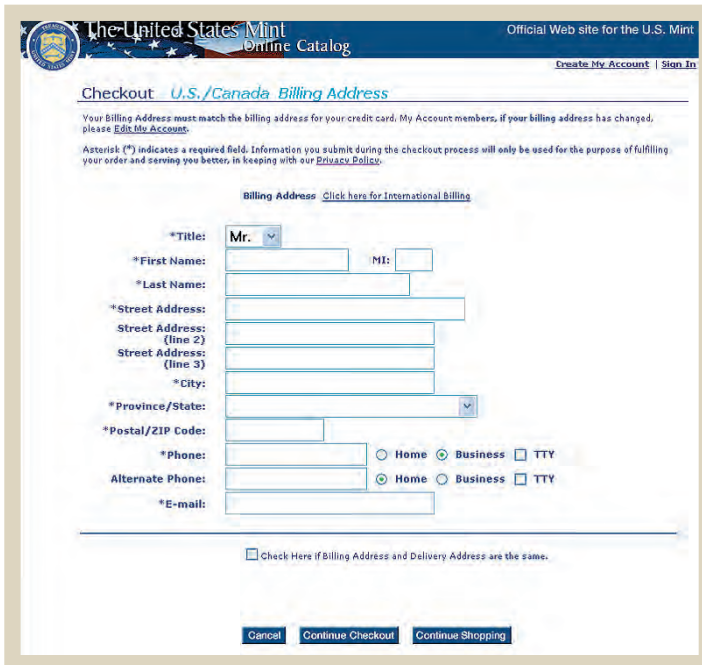 The United States Mint
Online Catalog
Official Web site for the U.S. Mint
Create My Account | Sign In
Checkout U.S./Canada Billing Address
Your Billing Address must match the billing address for your credit card. My Account members, if your billing address has changed,
please Edit My Account.
Asterisk (*) indicates a required field. Information you submit during the checkout process will only be used for the purpose of fulfilling
your order and serving you better, in keeping with our Privacy Policy.
Billing Address Click here for International Billing
*Title: Mr.
*First Name: MI:
*Last Name:
*Street Address:
Street Address:
(line 2)
Street Address:
(line 3)
*City:
*Province/State:
*Postal/ZIP Code:
*Phone: Home Business TTY
Alternate Phone: Home Business TTY
*E-mail:
Check Here if Billing Address and Delivery Address are the same.
Cancel Continue Checkout Continue Shopping